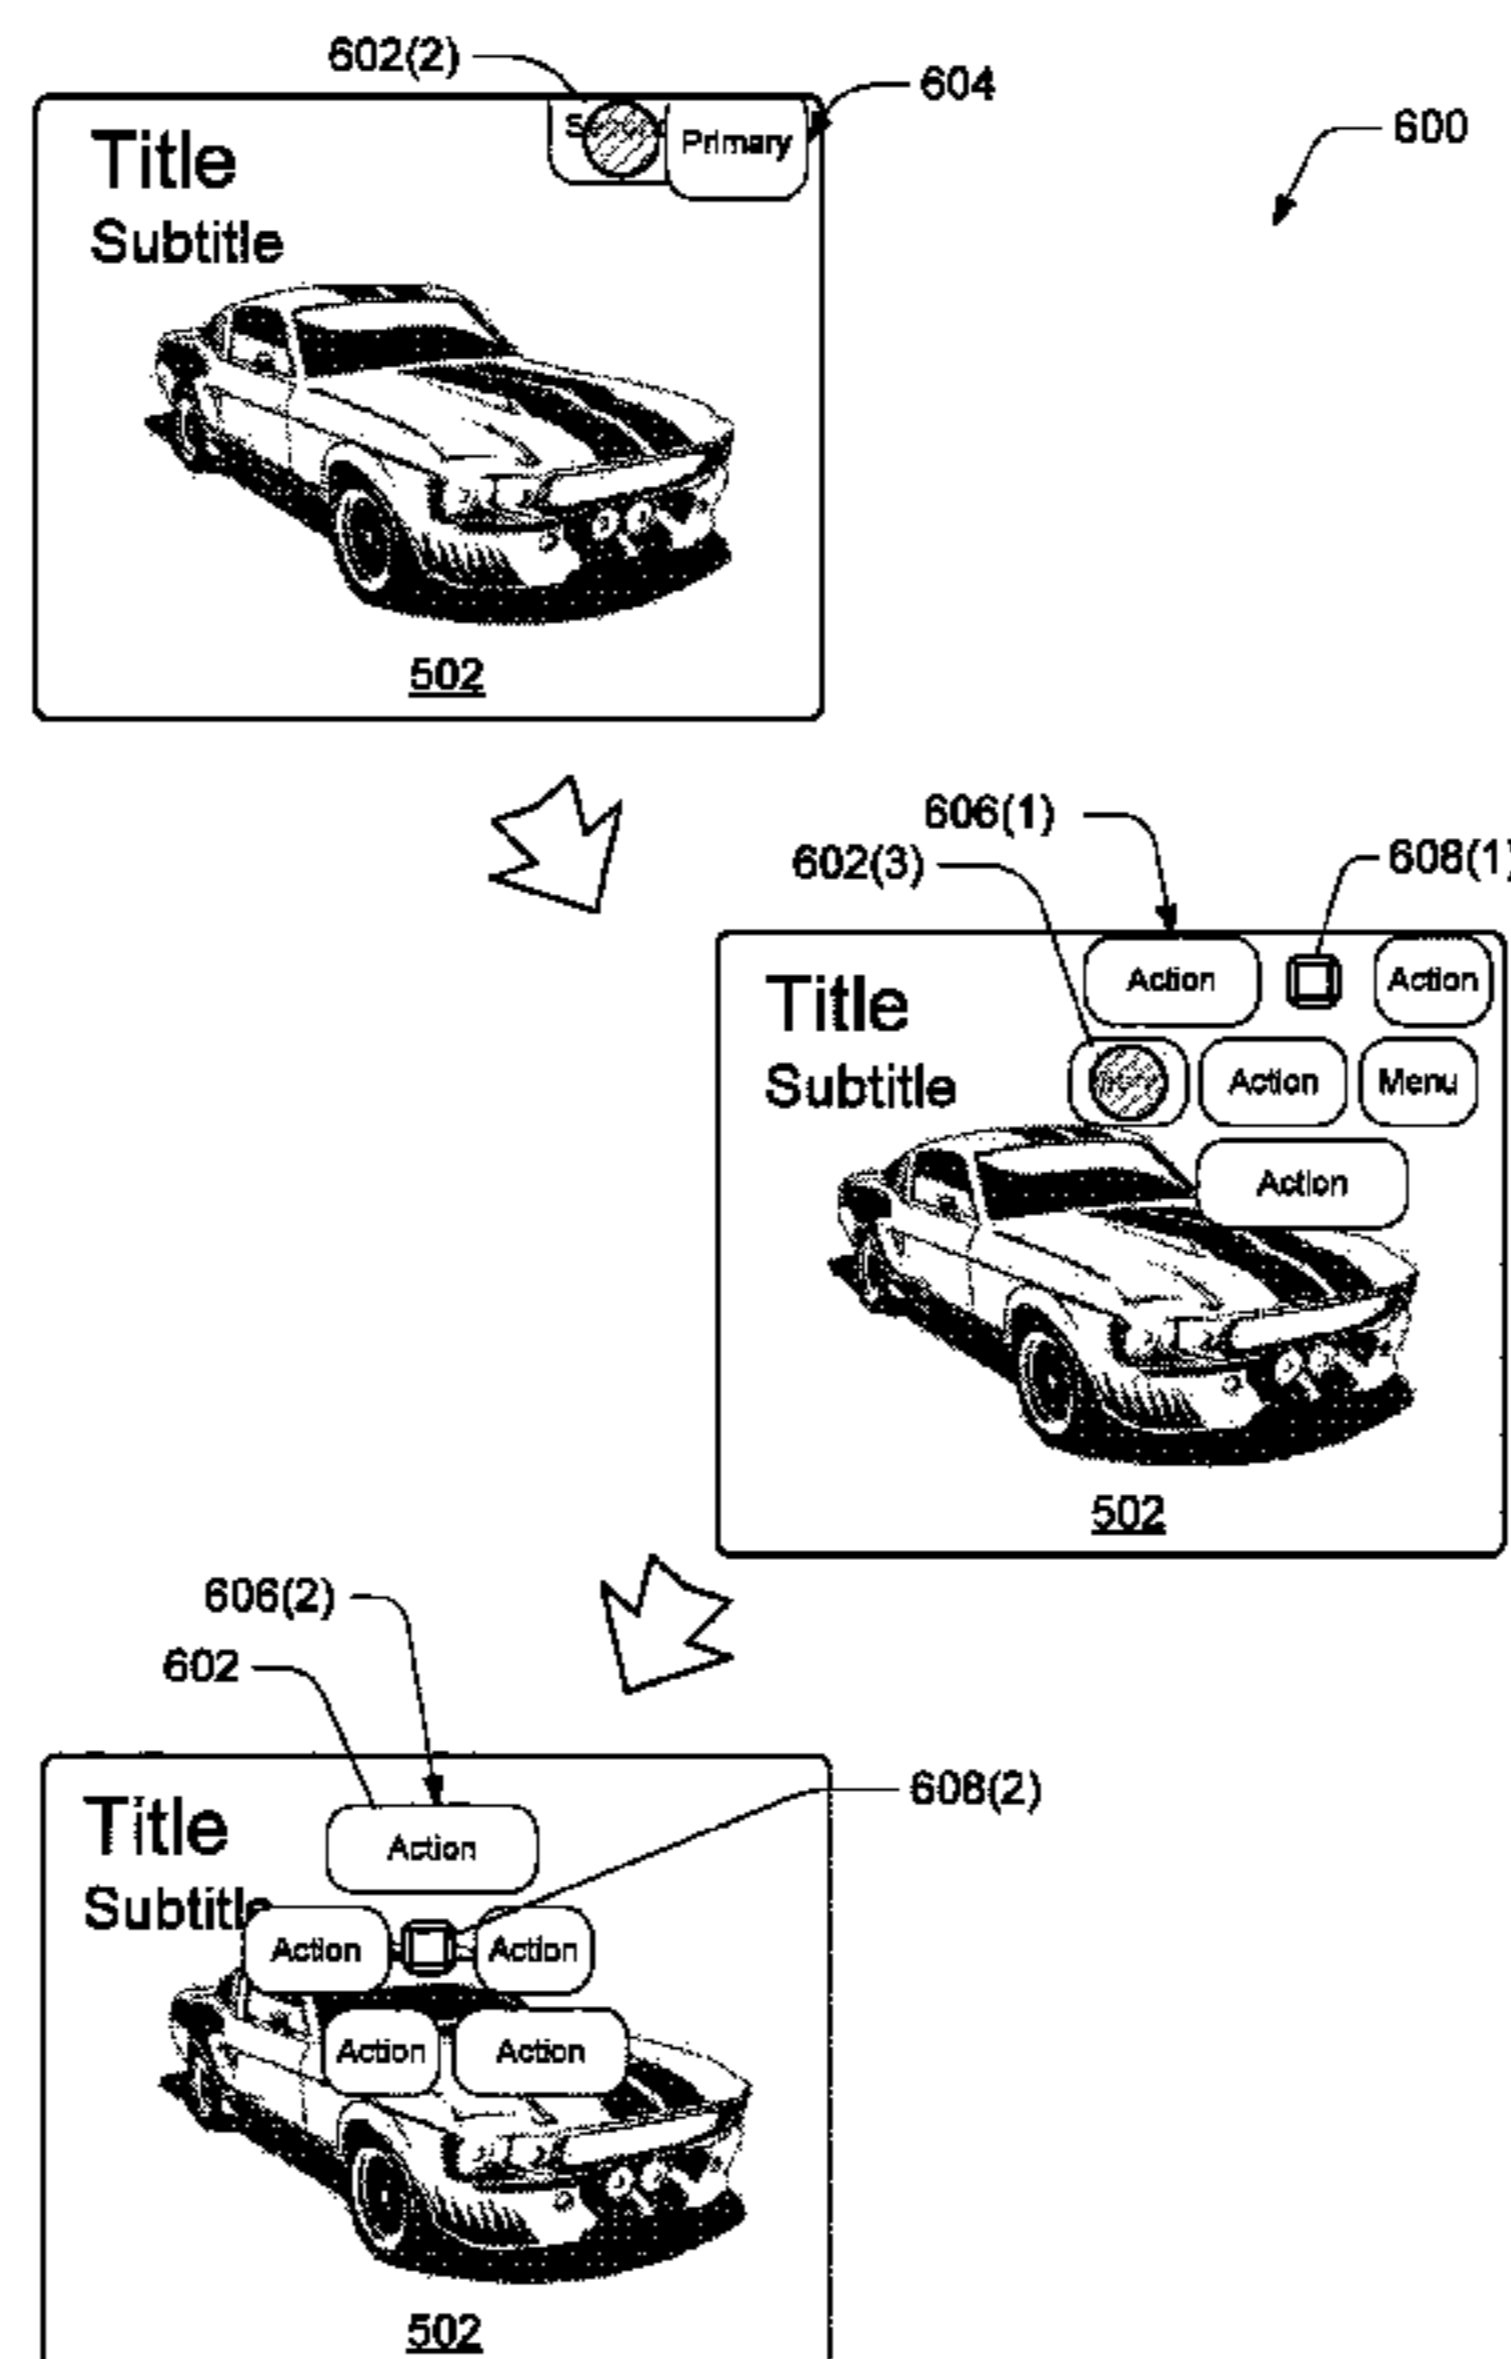 602(2)
604
600
Title
Primary
Subtitle
502
606(1)
602(3)
608(1)
Action
Action
Title
Subtitle
Action
Menu
Action
502
606(2)
602
608(2)
Title
Action
Subtitle
Action
Action
Action
Action
502